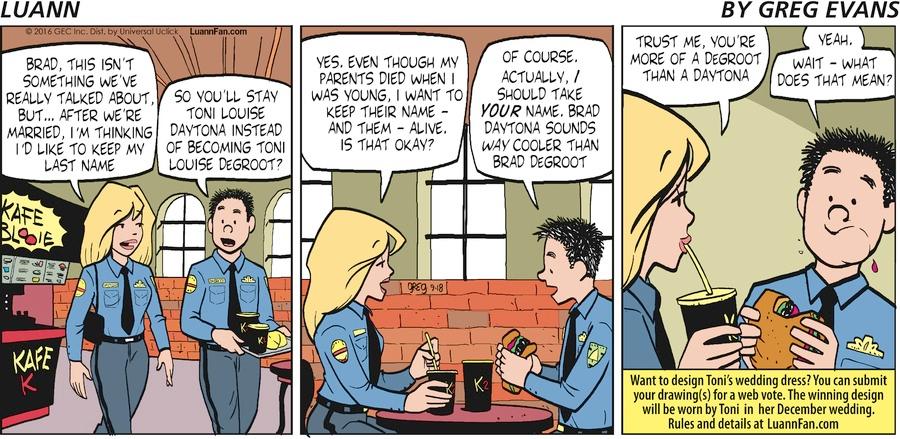 LUANN
BY GREG EVANS
© 2016 GEC Inc. Dist. by Universal Uclick LuannFan.com
BRAD, THIS ISN'T
SOMETHING WE'VE
REALLY TALKED ABOUT,
BUT... AFTER WE'RE
MARRIED, I'M THINKING
I'D LIKE TO KEEP MY
LAST NAME
SO YOU'LL STAY
TONI LOUISE
DAYTONA INSTEAD
OF BECOMING TONI
LOUISE DEGROOT?
KAFE
BLOOIE
KAFE
K
K
YES. EVEN THOUGH MY
PARENTS DIED WHEN I
WAS YOUNG, I WANT TO
KEEP THEIR NAME -
AND THEM - ALIVE.
IS THAT OKAY?
OF COURSE.
ACTUALLY, I
SHOULD TAKE
YOUR NAME. BRAD
DAYTONA SOUNDS
WAY COOLER THAN
BRAD DEGROOT
GREG 9-18
K
K
TRUST ME, YOU'RE
MORE OF A DEGROOT
THAN A DAYTONA
YEAH.
WAIT - WHAT
DOES THAT MEAN?
Want to design Toni's wedding dress? You can submit
your drawing(s) for a web vote. The winning design
will be worn by Toni in her December wedding.
Rules and details at LuannFan.com